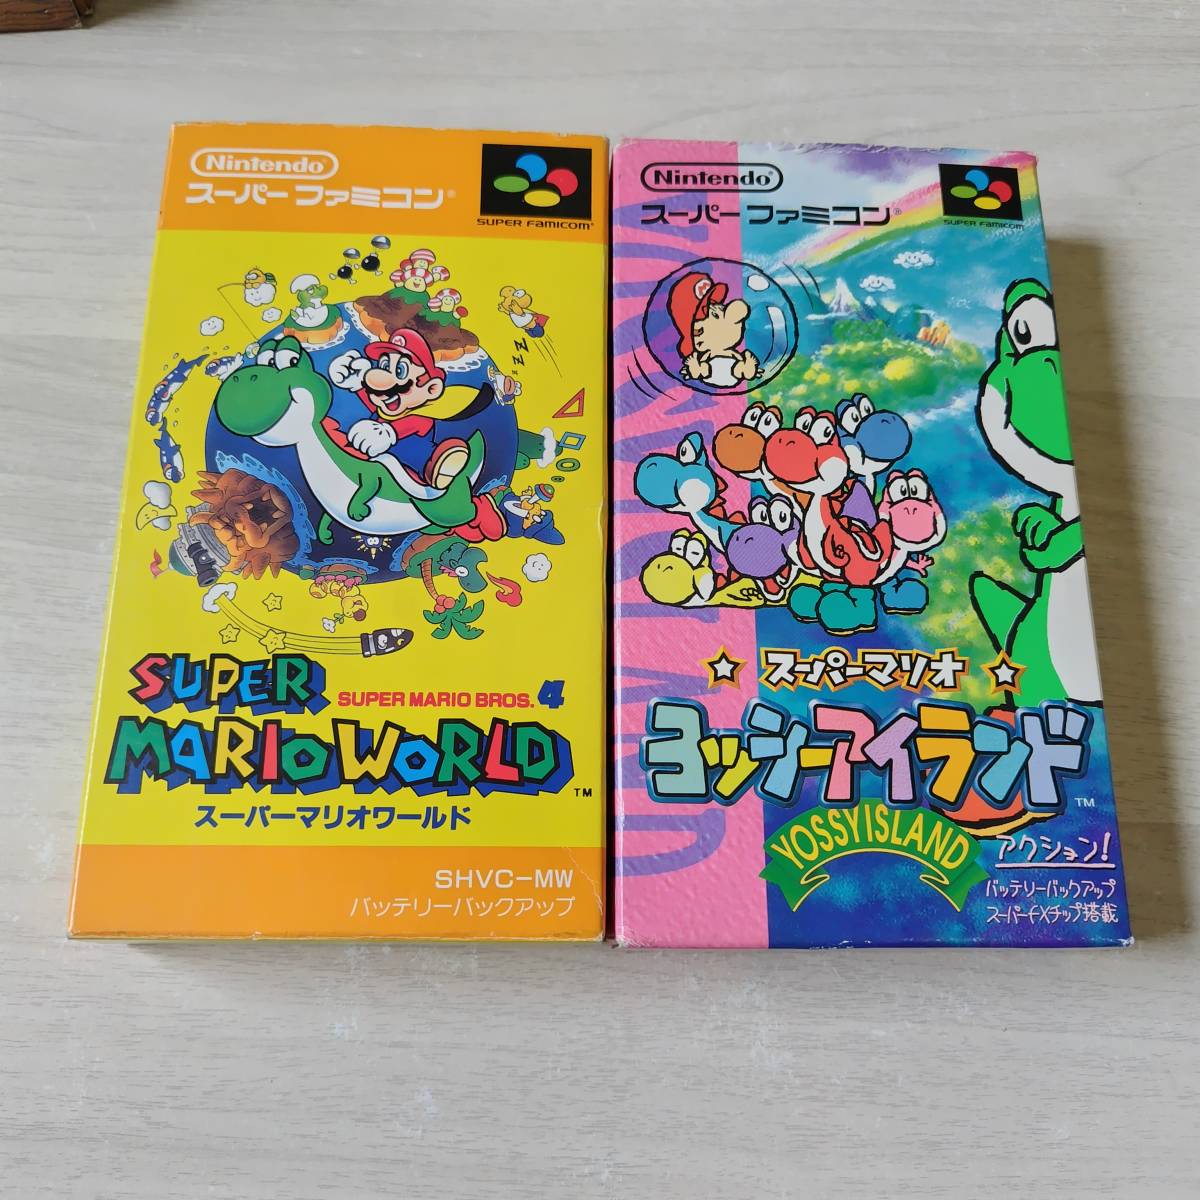 Nintendo
スーパーファミコン®
SUPER FAMICOM®
Z
Z
Z
SUPER
SUPER MARIO BROS. 4
MARIO WORLD
TM
スーパーマリオワールド
SHVC-MW
バッテリーバックアップ
Nintendo
スーパーファミコン®
SUPER FAMICOM
M
スーパーマリオ
ヨッシーアイランド
TM
YOSSY ISLAND
アクション!
バッテリーバックアップ
スーパーFXチップ搭載